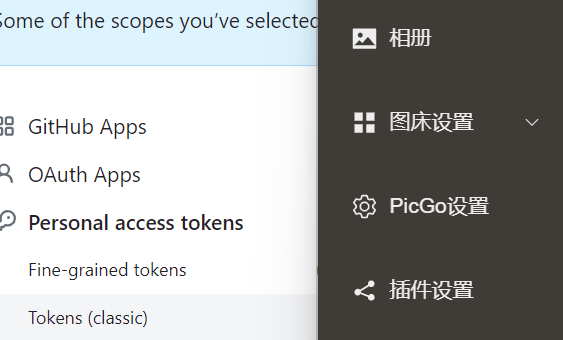 Some of the scopes you've selected
GitHub Apps
OAuth Apps
Personal access tokens
Fine-grained tokens
Tokens (classic)
相册
图床设置
PicGo设置
插件设置